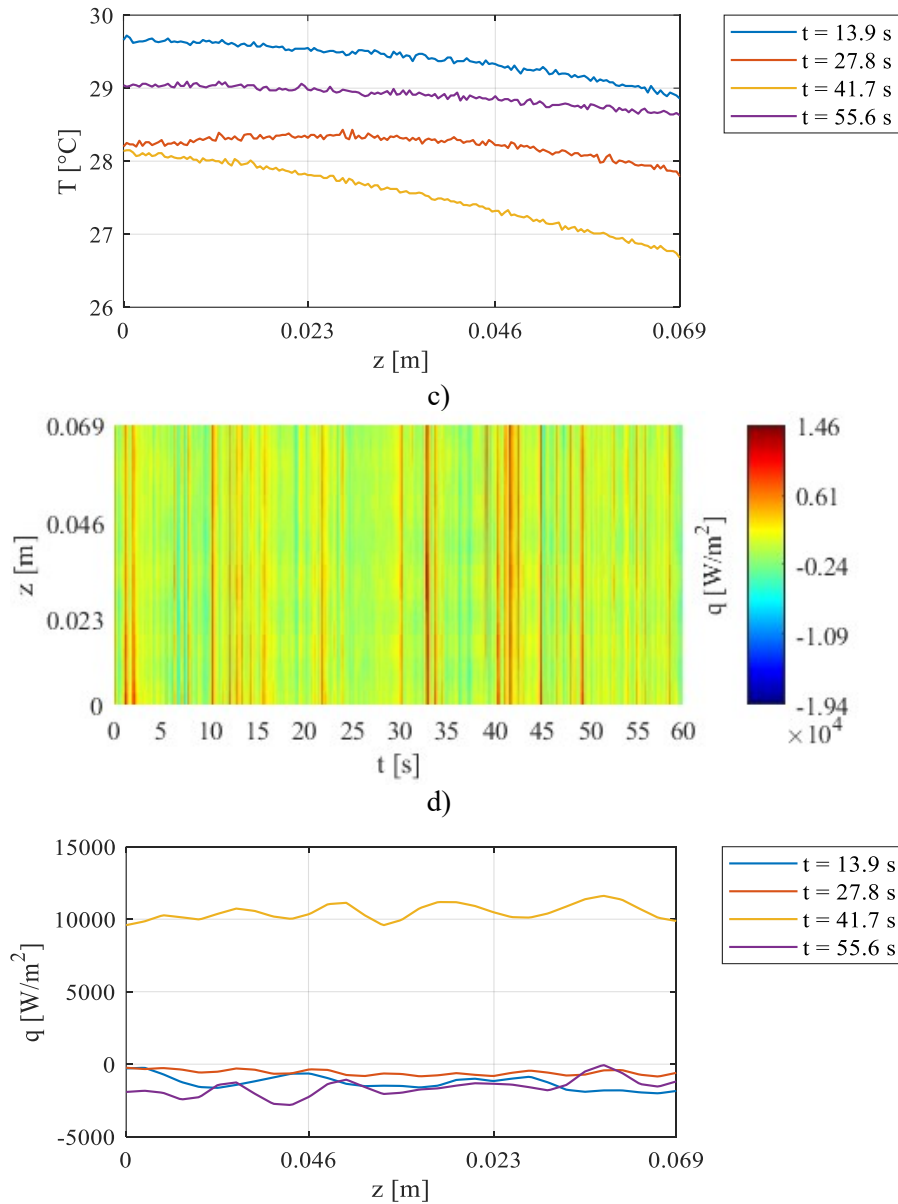 30
29
28
27
26
T [°C]
0
0.023
0.046
0.069
z [m]
t = 13.9 s
t = 27.8 s
t = 41.7 s
t = 55.6 s
c)
0.069
0.046
0.023
0
z [m]
0 5 10 15 20 25 30 35 40 45 50 55 60
t [s]
q [W/m²]
1.46
0.61
-0.24
-1.09
-1.94
×10⁴
d)
15000
10000
5000
0
-5000
q [W/m²]
0
0.046
0.023
0.069
z [m]
t = 13.9 s
t = 27.8 s
t = 41.7 s
t = 55.6 s